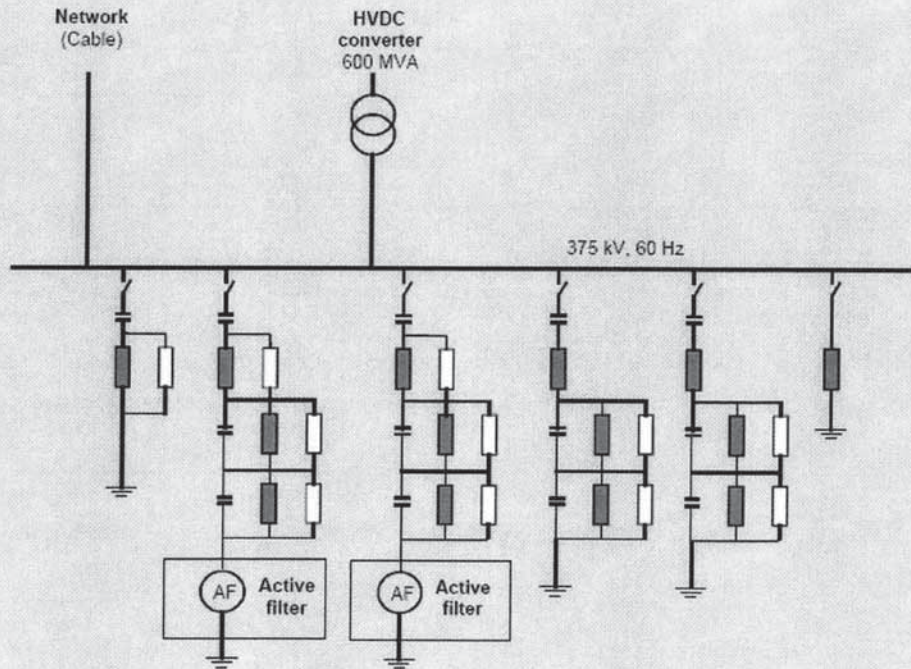 Network
(Cable)
HVDC
converter
600 MVA
375 kV, 60 Hz
AF
Active
filter
AF
Active
filter